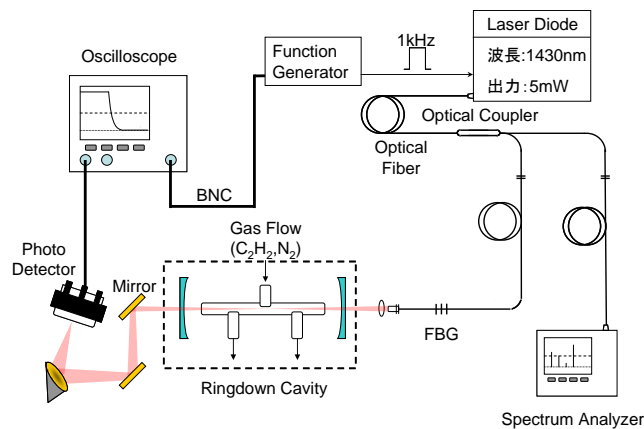 Laser Diode
波長:1430nm
出力:5mW
1kHz
Function
Generator
Oscilloscope
Optical Coupler
Optical
Fiber
BNC
Gas Flow
(C2H2,N2)
Photo
Detector
Mirror
FBG
Ringdown Cavity
Spectrum Analyzer